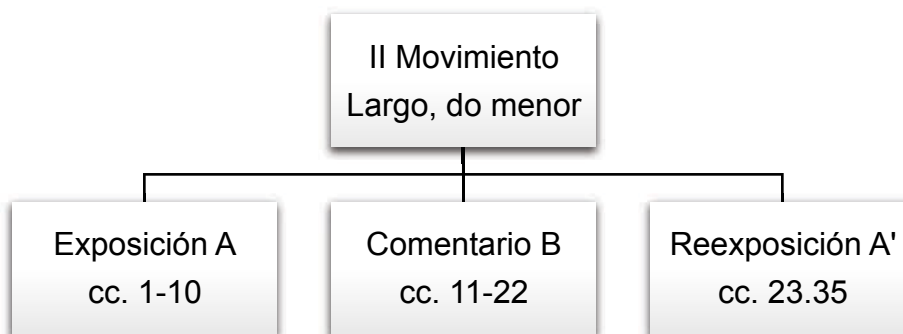 II Movimiento
Largo, do menor
Exposición A
cc. 1-10
Comentario B
cc. 11-22
Reexposición A'
cc. 23.35